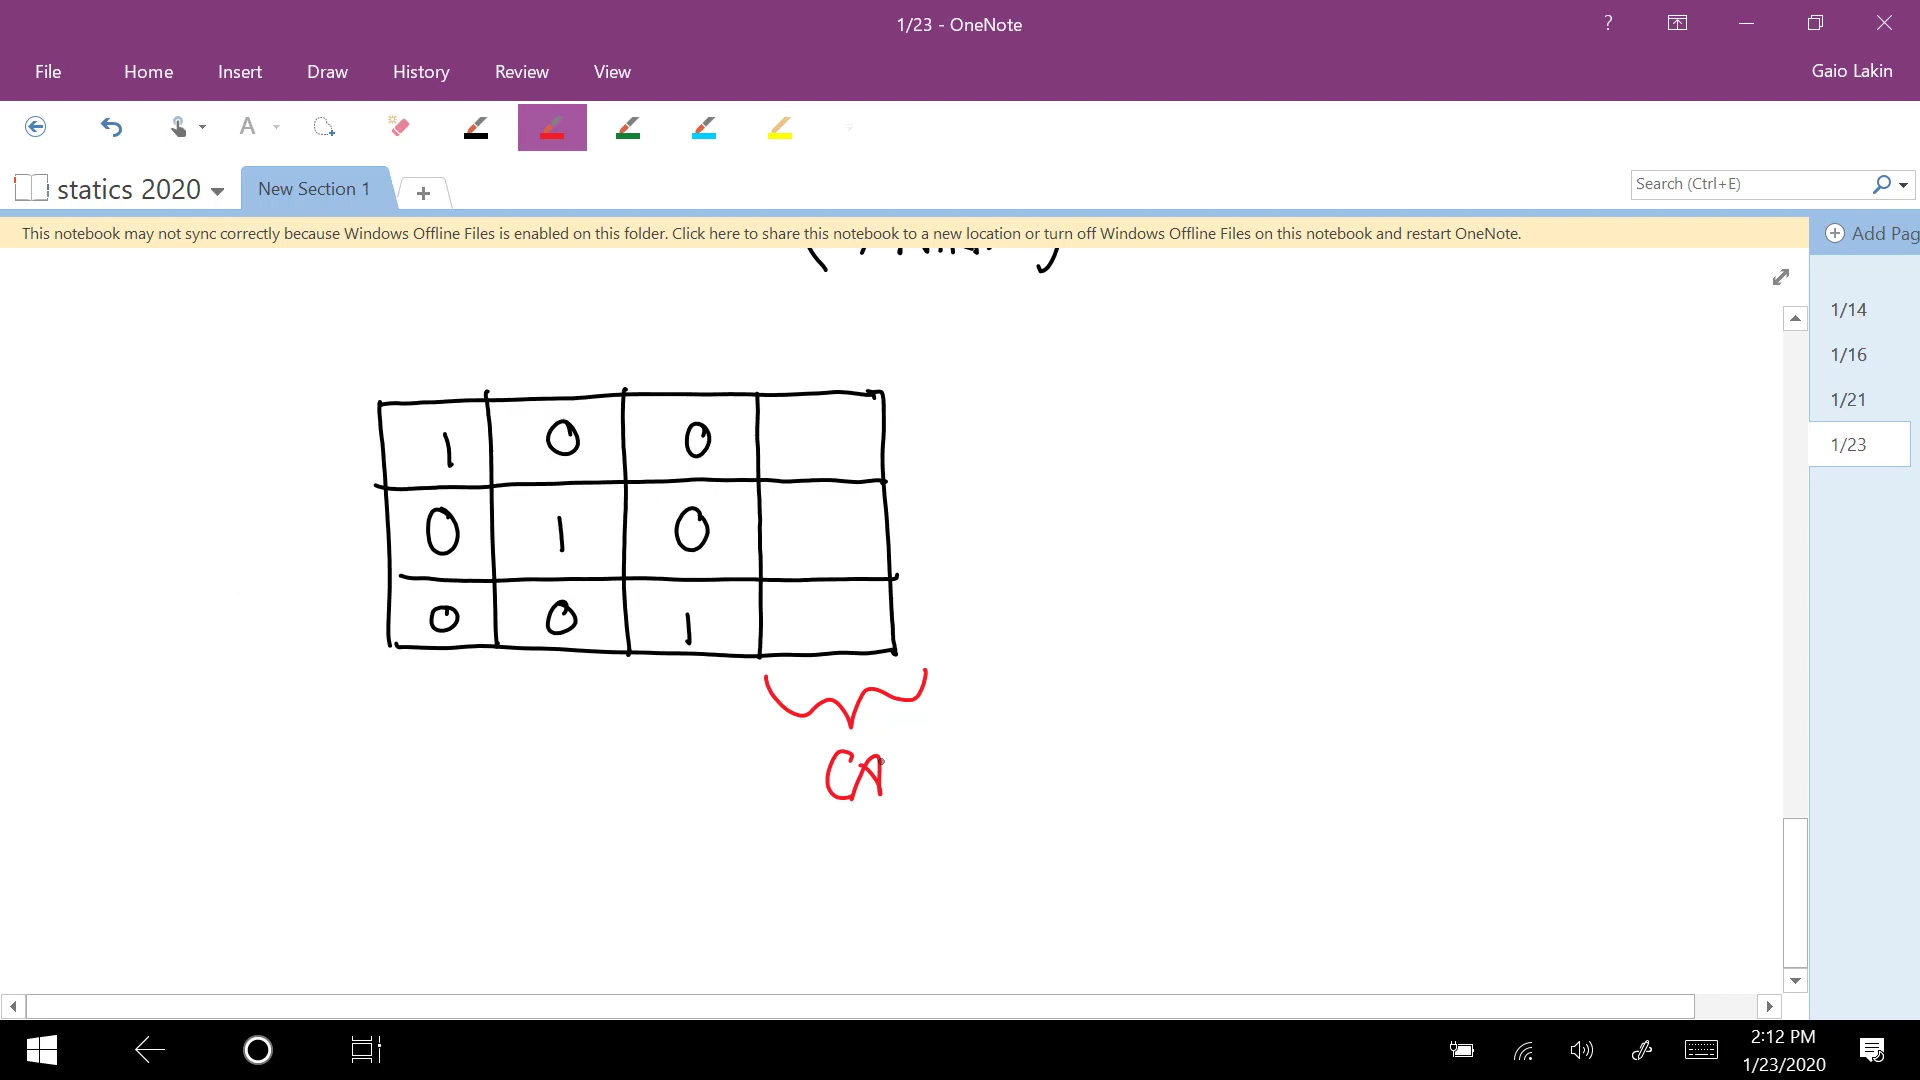 1/23 - OneNote
?
File Home Insert Draw History Review View
Gaio Lakin
A
statics 2020
New Section 1
+
Search (Ctrl+E)
This notebook may not sync correctly because Windows Offline Files is enabled on this folder. Click here to share this notebook to a new location or turn off Windows Offline Files on this notebook and restart OneNote.
Add Pag
1/14
1/16
1/21
1/23
1 0 0
0 1 0
0 0 1
CA
2:12 PM
1/23/2020